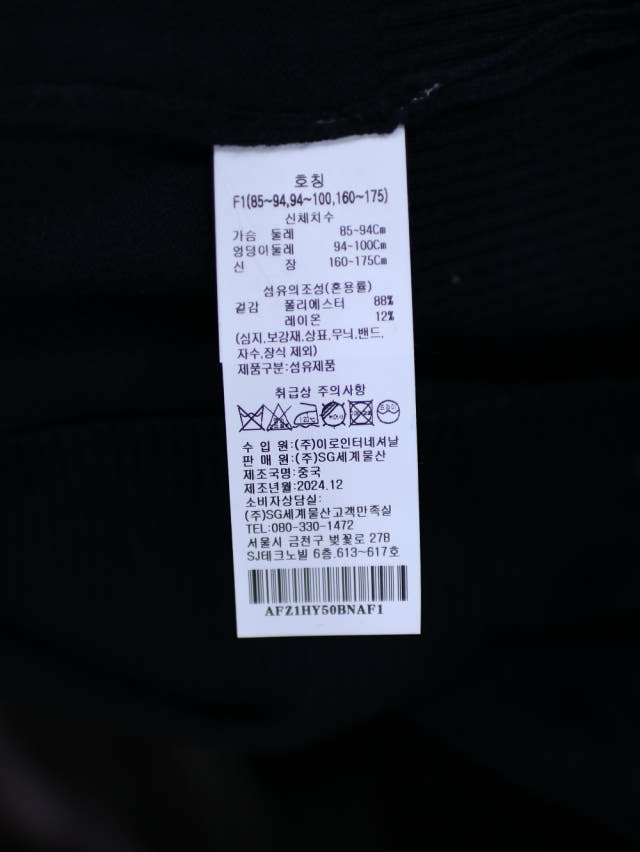 호칭
F1(85~94,94~100,160~175)
신체치수
가슴 둘레 85~94Cm
엉덩이둘레 94~100Cm
신 장 160~175Cm
섬유의조성(혼용률)
겉감 폴리에스터 88%
레이온 12%
(심지,보강재,상표,무늬,밴드,
자수,장식 제외)
제품구분:섬유제품
취급상 주의사항
수 입 원:(주)이로인터네셔날
판 매 원:(주)SG세계물산
제조국명:중국
제조년월:2024.12
소비자상담실:
(주)SG세계물산고객만족실
TEL:080-330-1472
서울시 금천구 벚꽃로 278
SJ테크노빌 6층.613~617호
AFZ1HY50BNAF1